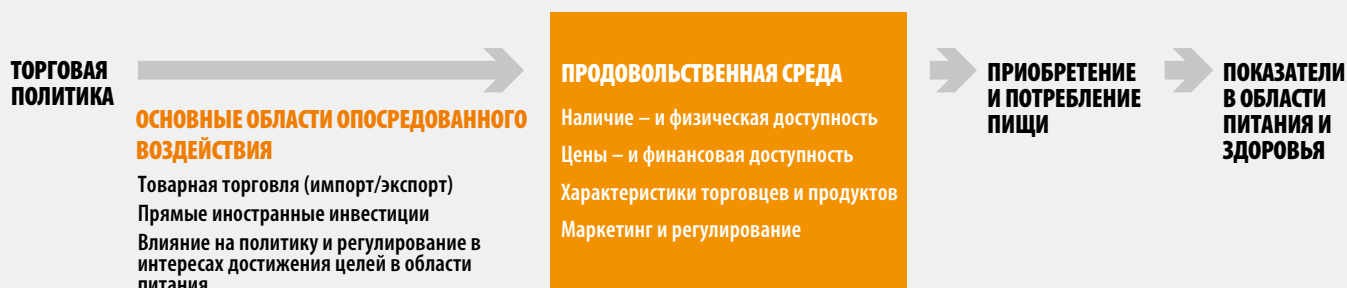 ТОРГОВАЯ
ПОЛИТИКА
ОСНОВНЫЕ ОБЛАСТИ ОПОСРЕДОВАННОГО
ВОЗДЕЙСТВИЯ
Товарная торговля (импорт/экспорт)
Прямые иностранные инвестиции
Влияние на политику и регулирование в
интересах достижения целей в области
питания
ПРОДОВОЛЬСТВЕННАЯ СРЕДА
Наличие – и физическая доступность
Цены – и финансовая доступность
Характеристики торговцев и продуктов
Маркетинг и регулирование
ПРИОБРЕТЕНИЕ
И ПОТРЕБЛЕНИЕ
ПИЩИ
ПОКАЗАТЕЛИ
В ОБЛАСТИ
ПИТАНИЯ И
ЗДОРОВЬЯ